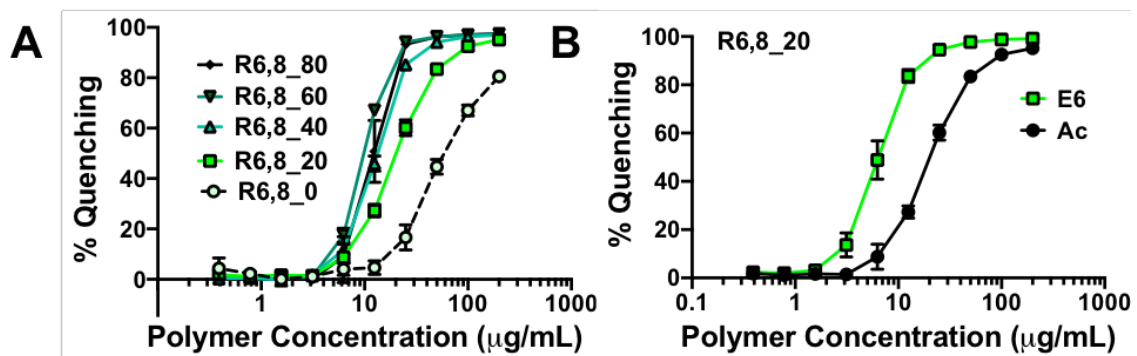 A
% Quenching
100
80
60
40
20
0
R6,8_80
R6,8_60
R6,8_40
R6,8_20
R6,8_0
1
10
100
1000
Polymer Concentration (μg/mL)
B
R6,8_20
% Quenching
100
80
60
40
20
0
E6
Ac
0.1
1
10
100
1000
Polymer Concentration (μg/mL)